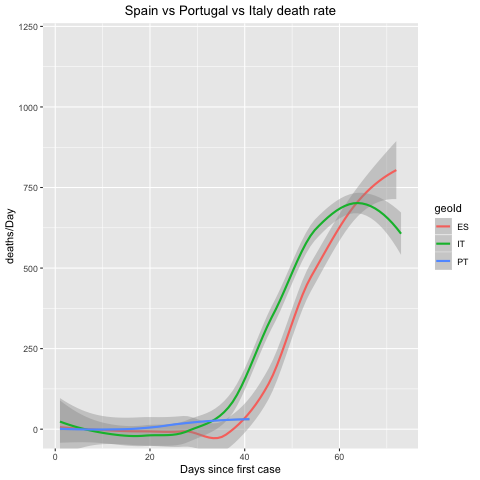 Spain vs Portugal vs Italy death rate
1250
1000
750
500
250
0
deaths/Day
0 20 40 60
Days since first case
geoId
ES
IT
PT